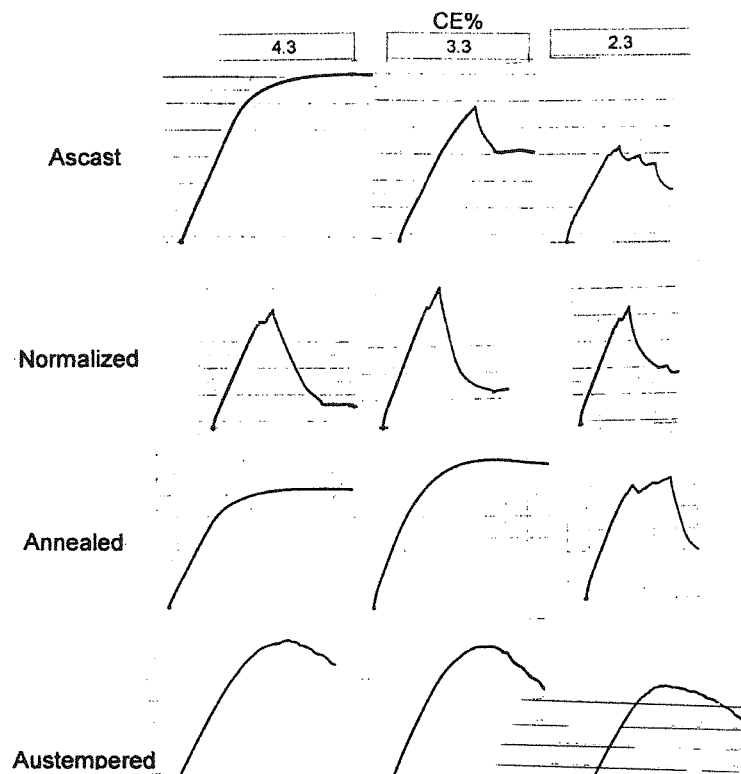 CE%
4.3 3.3 2.3
Ascast
Normalized
Annealed
Austempered